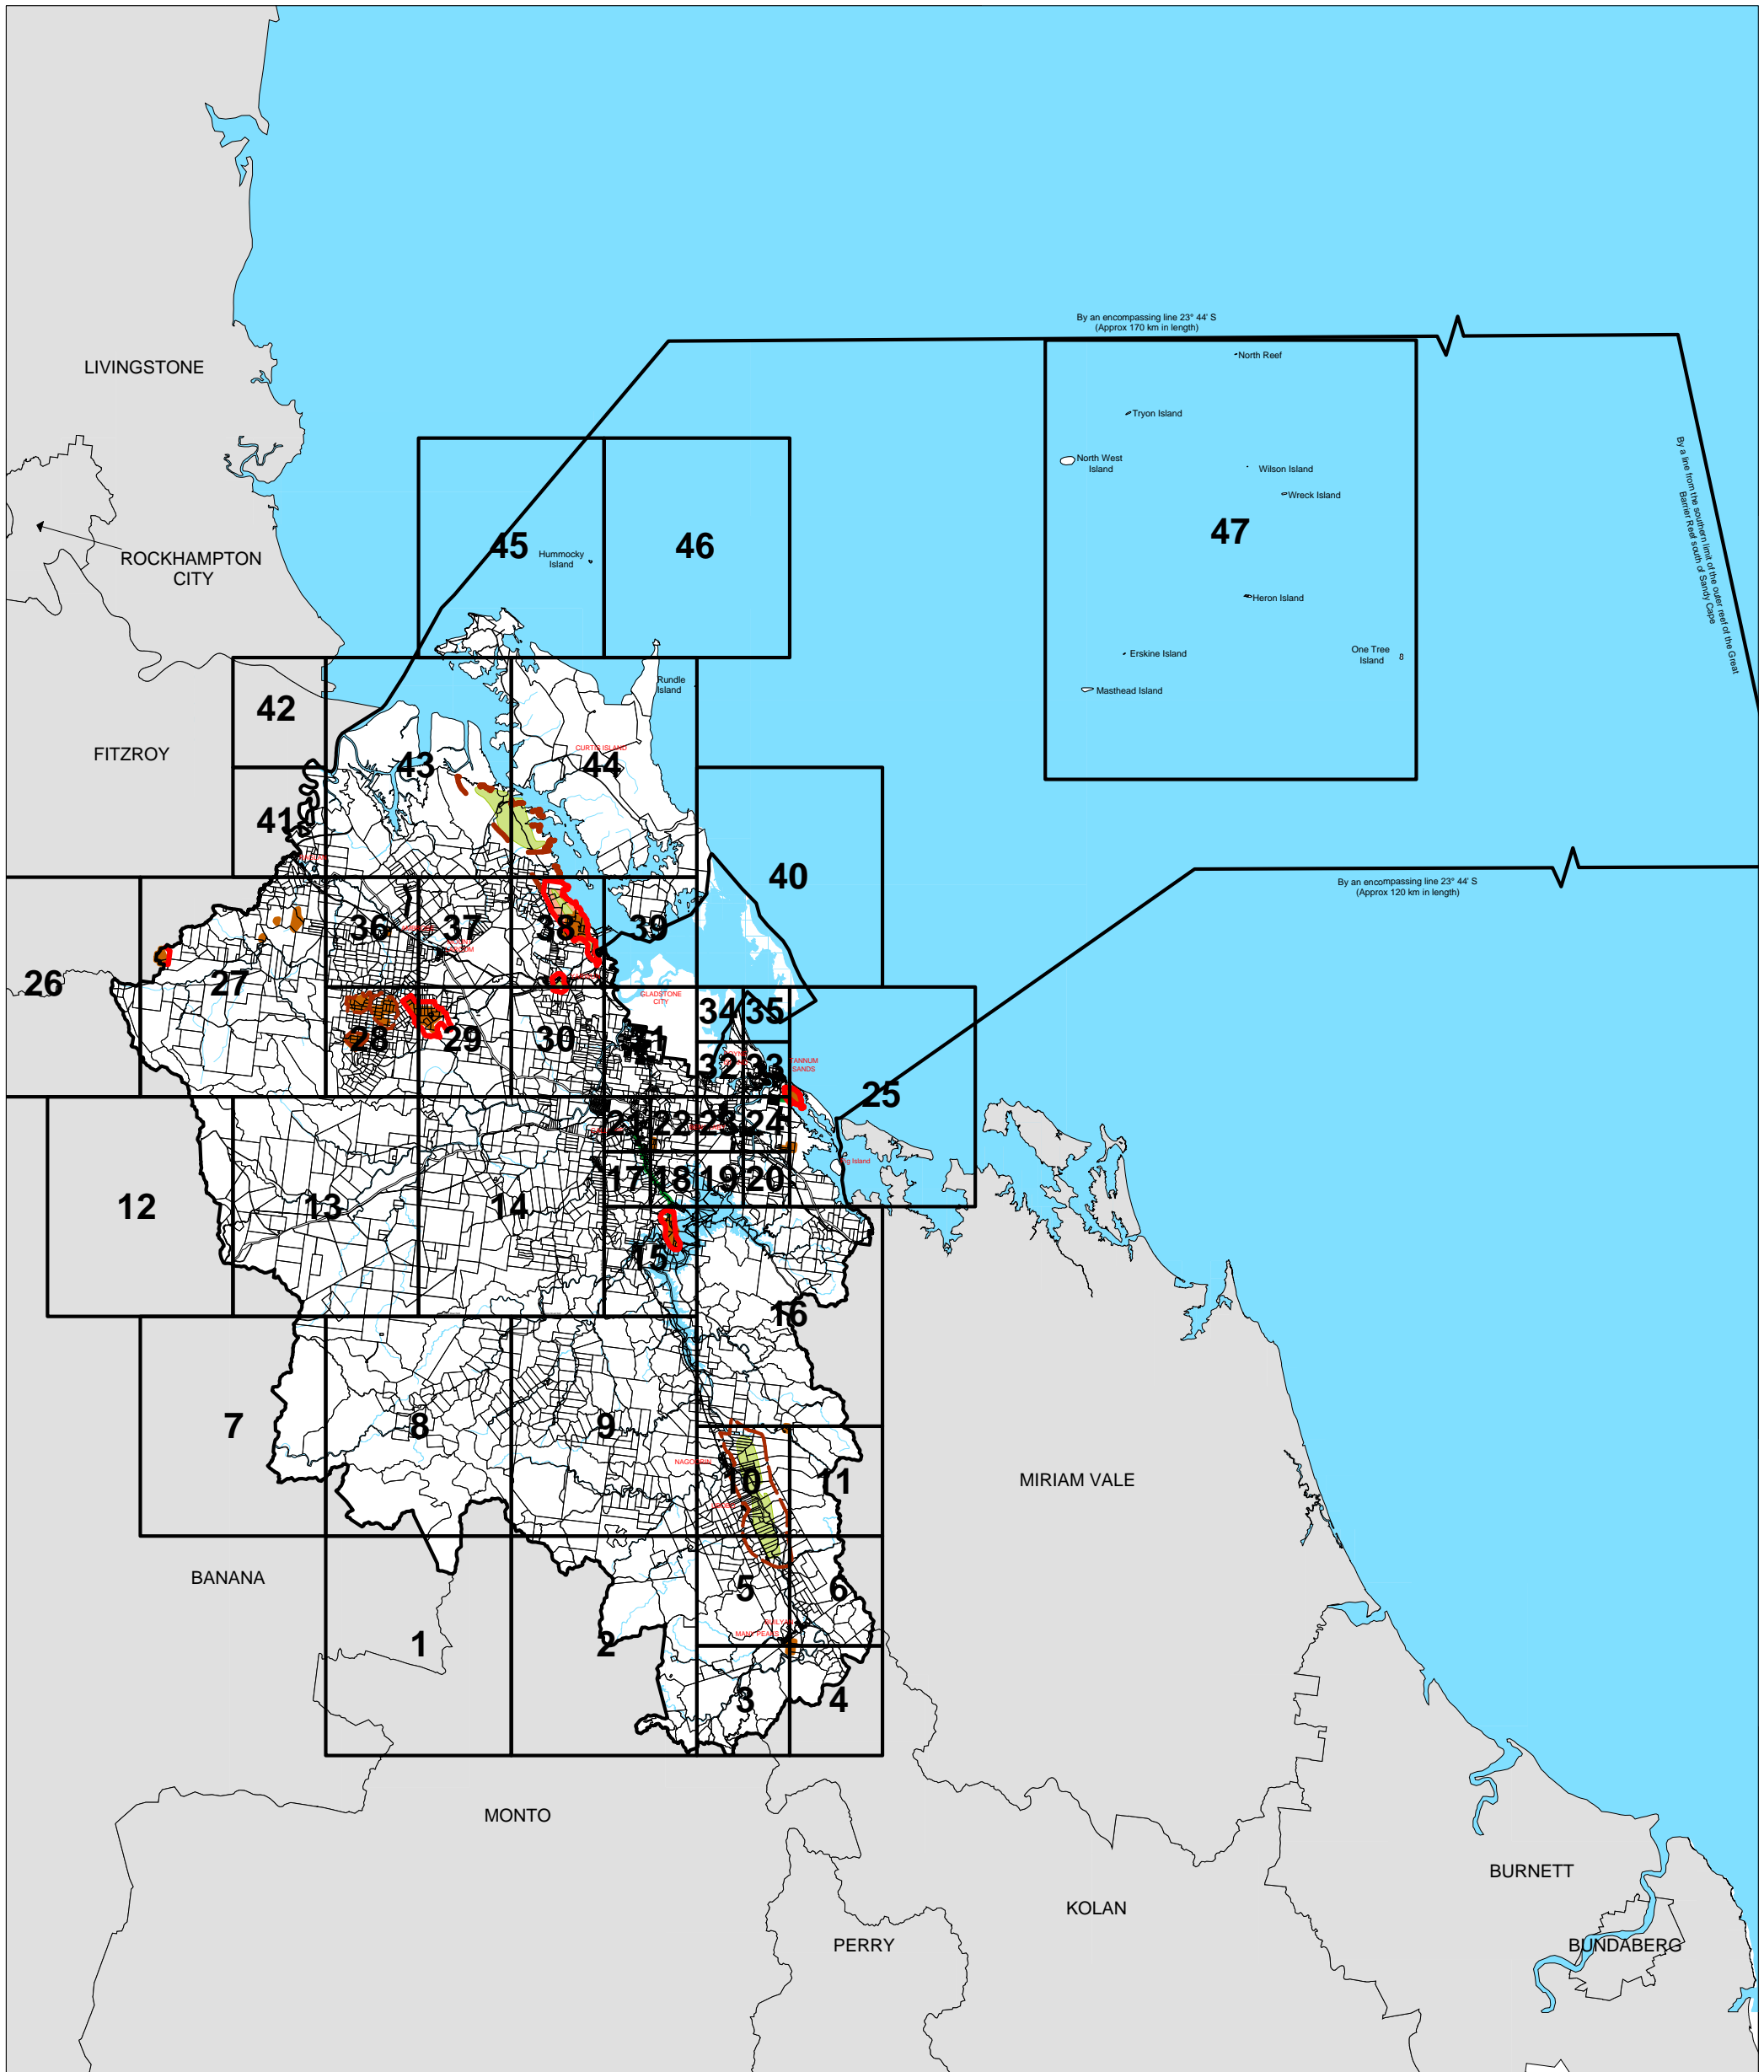 By an encompassing line 23° 44' S
(Approx 170 km in length)
North Reef
LIVINGSTONE
Tryon Island
North West
Island
Wilson Island
Wreck Island
By a line from the southern limit of the outer reef of the Great
Barrier Reef south of Sandy Cape
47
45
Hummocky
Island
46
ROCKHAMPTON
CITY
Heron Island
Erskine Island
One Tree
Island
Masthead Island
Rundle
Island
42
FITZROY
CURTIS ISLAND
43
44
41
40
By an encompassing line 23° 44' S
(Approx 120 km in length)
36
37
38
39
26
27
GLADSTONE
CITY
34
35
28
29
30
31
32
33
TANNUM
SANDS
25
21
22
23
24
17
18
19
20
12
13
14
15
16
7
8
9
NAGOORIN
10
11
MIRIAM VALE
BANANA
5
6
MANY PEAKS
1
2
3
4
MONTO
BURNETT
KOLAN
PERRY
BUNDABERG